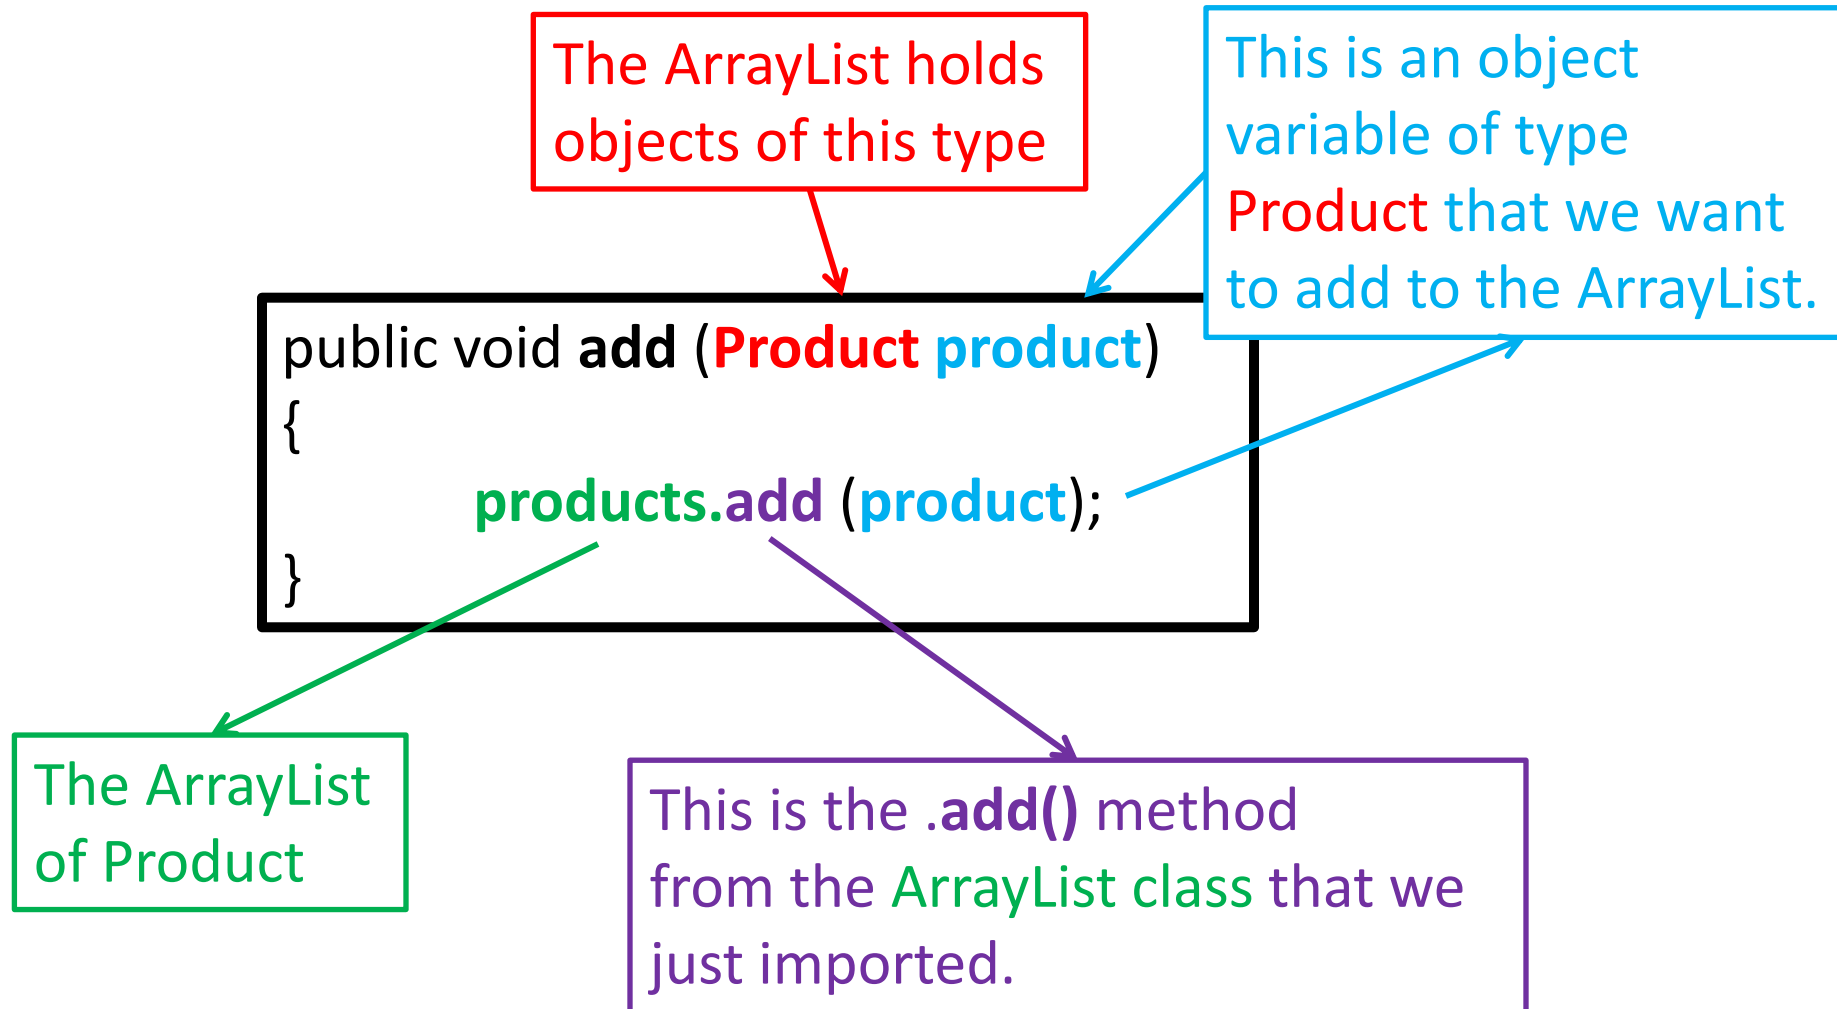 The ArrayList holds
objects of this type
This is an object
variable of type
Product that we want
to add to the ArrayList.
public void add (Product product)
{
products.add (product);
}
The ArrayList
of Product
This is the .add() method
from the ArrayList class that we
just imported.